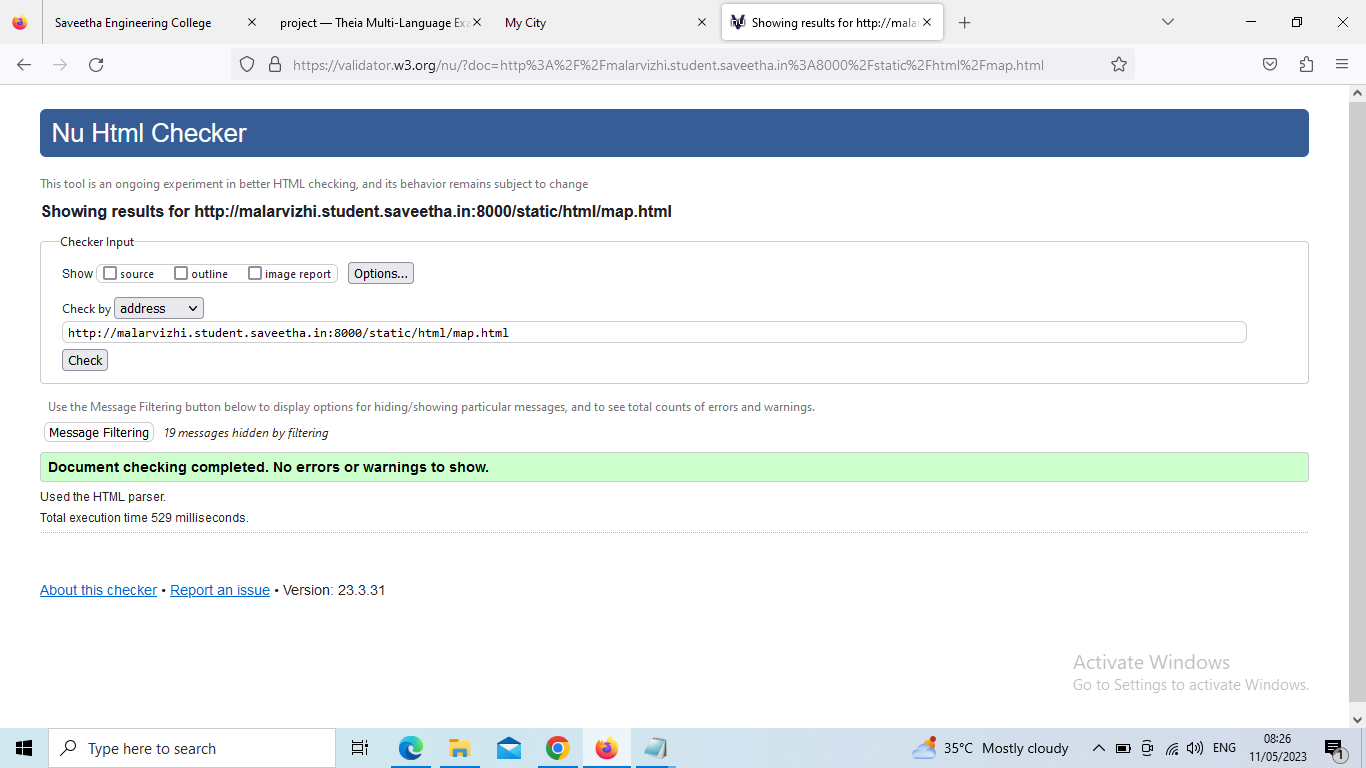 Saveetha Engineering College
project — Theia Multi-Language Exa
My City
Showing results for http://mala
https://validator.w3.org/nu/?doc=http%3A%2F%2Fmalarvizhi.student.saveetha.in%3A8000%2Fstatic%2Fhtml%2Fmap.html
Nu Html Checker
This tool is an ongoing experiment in better HTML checking, and its behavior remains subject to change
Showing results for http://malarvizhi.student.saveetha.in:8000/static/html/map.html
Checker Input
Show source outline image report Options...
Check by address
http://malarvizhi.student.saveetha.in:8000/static/html/map.html
Check
Use the Message Filtering button below to display options for hiding/showing particular messages, and to see total counts of errors and warnings.
Message Filtering 19 messages hidden by filtering
Document checking completed. No errors or warnings to show.
Used the HTML parser.
Total execution time 529 milliseconds.
About this checker • Report an issue • Version: 23.3.31
Activate Windows
Go to Settings to activate Windows.
Type here to search
35°C Mostly cloudy
ENG
08:26
11/05/2023
1